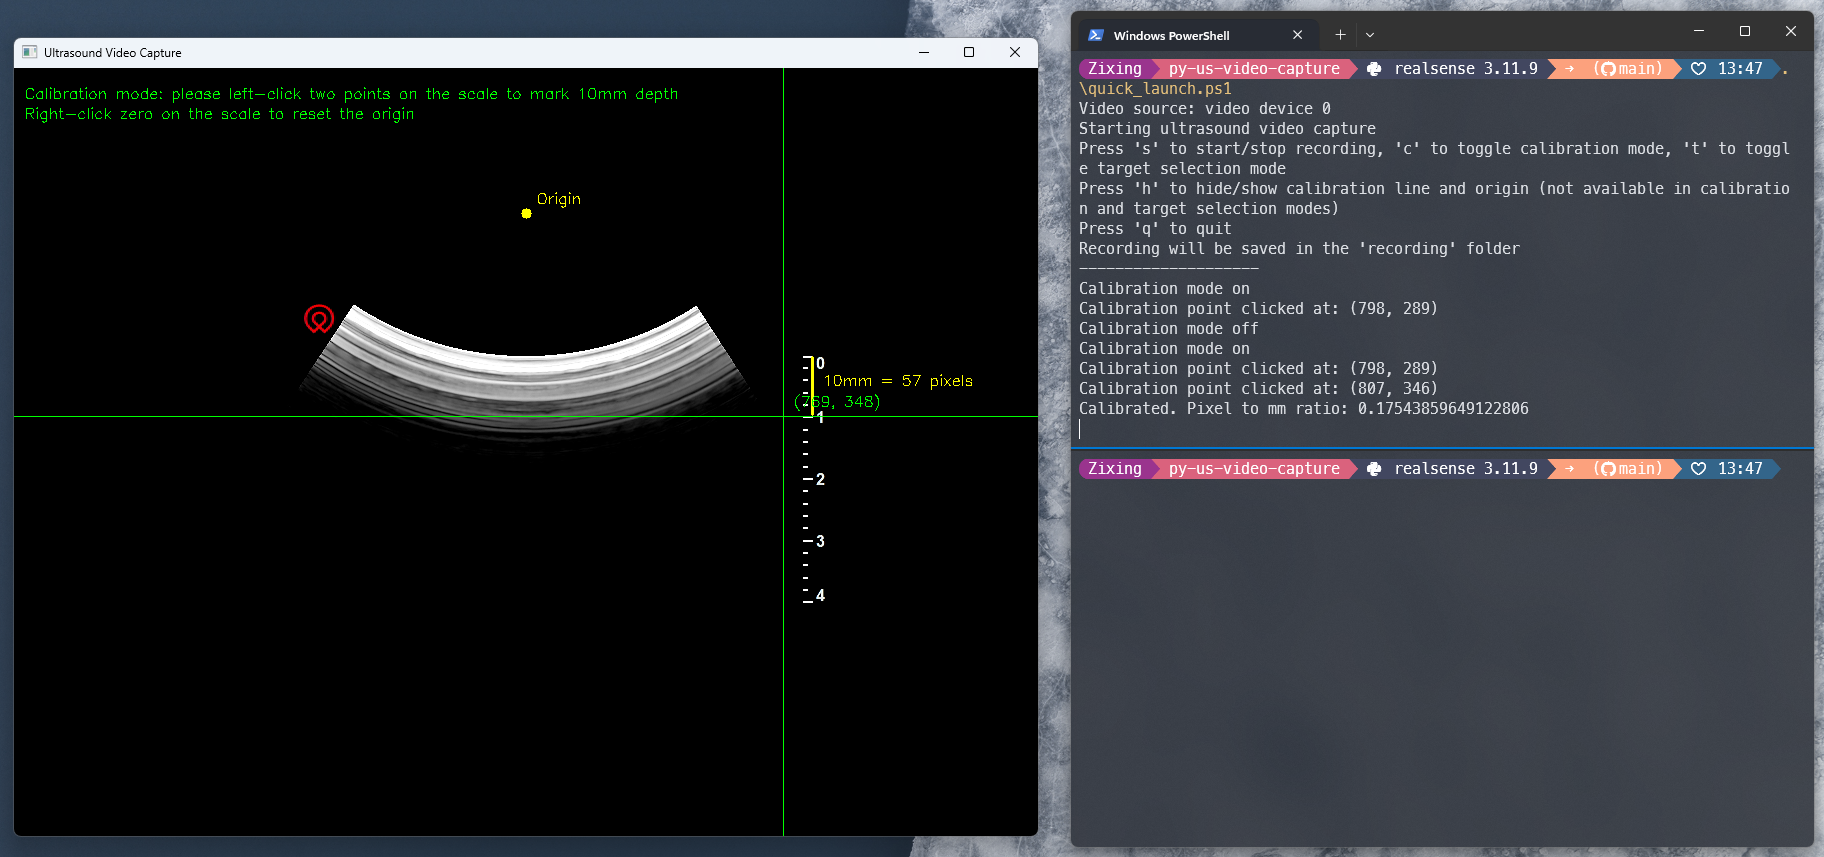 Ultrasound Video Capture
Calibration mode: please left-click two points on the scale to mark 10mm depth
Right-click zero on the scale to reset the origin
Origin
0
10mm = 57 pixels
(769, 348)
1
2
3
4
Windows PowerShell
Zixing py-us-video-capture realsense 3.11.9 → (main) 13:47 .
\quick_launch.ps1
Video source: video device 0
Starting ultrasound video capture
Press 's' to start/stop recording, 'c' to toggle calibration mode, 't' to toggl
e target selection mode
Press 'h' to hide/show calibration line and origin (not available in calibratio
n and target selection modes)
Press 'q' to quit
Recording will be saved in the 'recording' folder
--------------------
Calibration mode on
Calibration point clicked at: (798, 289)
Calibration mode off
Calibration mode on
Calibration point clicked at: (798, 289)
Calibration point clicked at: (807, 346)
Calibrated. Pixel to mm ratio: 0.17543859649122806
Zixing py-us-video-capture realsense 3.11.9 → (main) 13:47